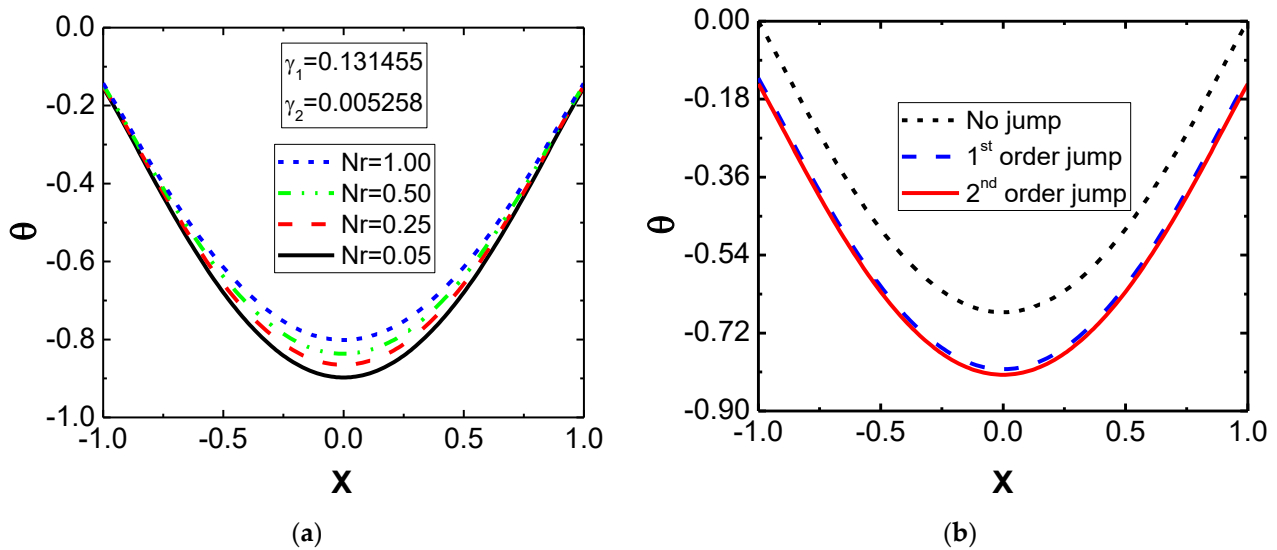 0.0
-0.2
-0.4
-0.6
-0.8
-1.0
θ
γ₁=0.131455
γ₂=0.005258
Nr=1.00
Nr=0.50
Nr=0.25
Nr=0.05
-1.0 -0.5 0.0 0.5 1.0
X
(a)
0.00
-0.18
-0.36
-0.54
-0.72
-0.90
θ
No jump
1st order jump
2nd order jump
-1.0 -0.5 0.0 0.5 1.0
X
(b)